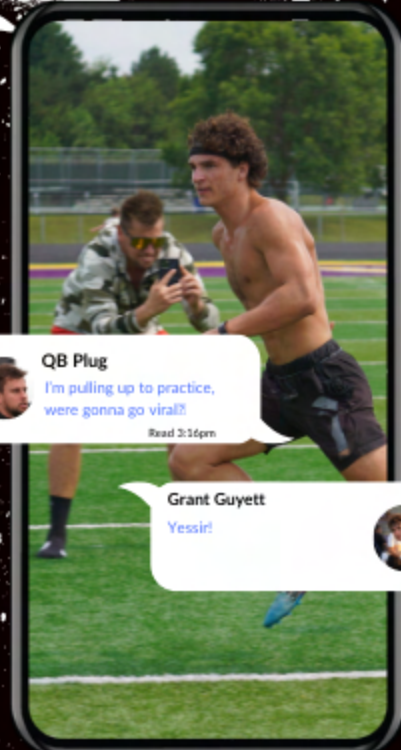 QB Plug
I'm pulling up to practice,
were gonna go viral?!
Read 3:16pm
Grant Guyett
Yessir!